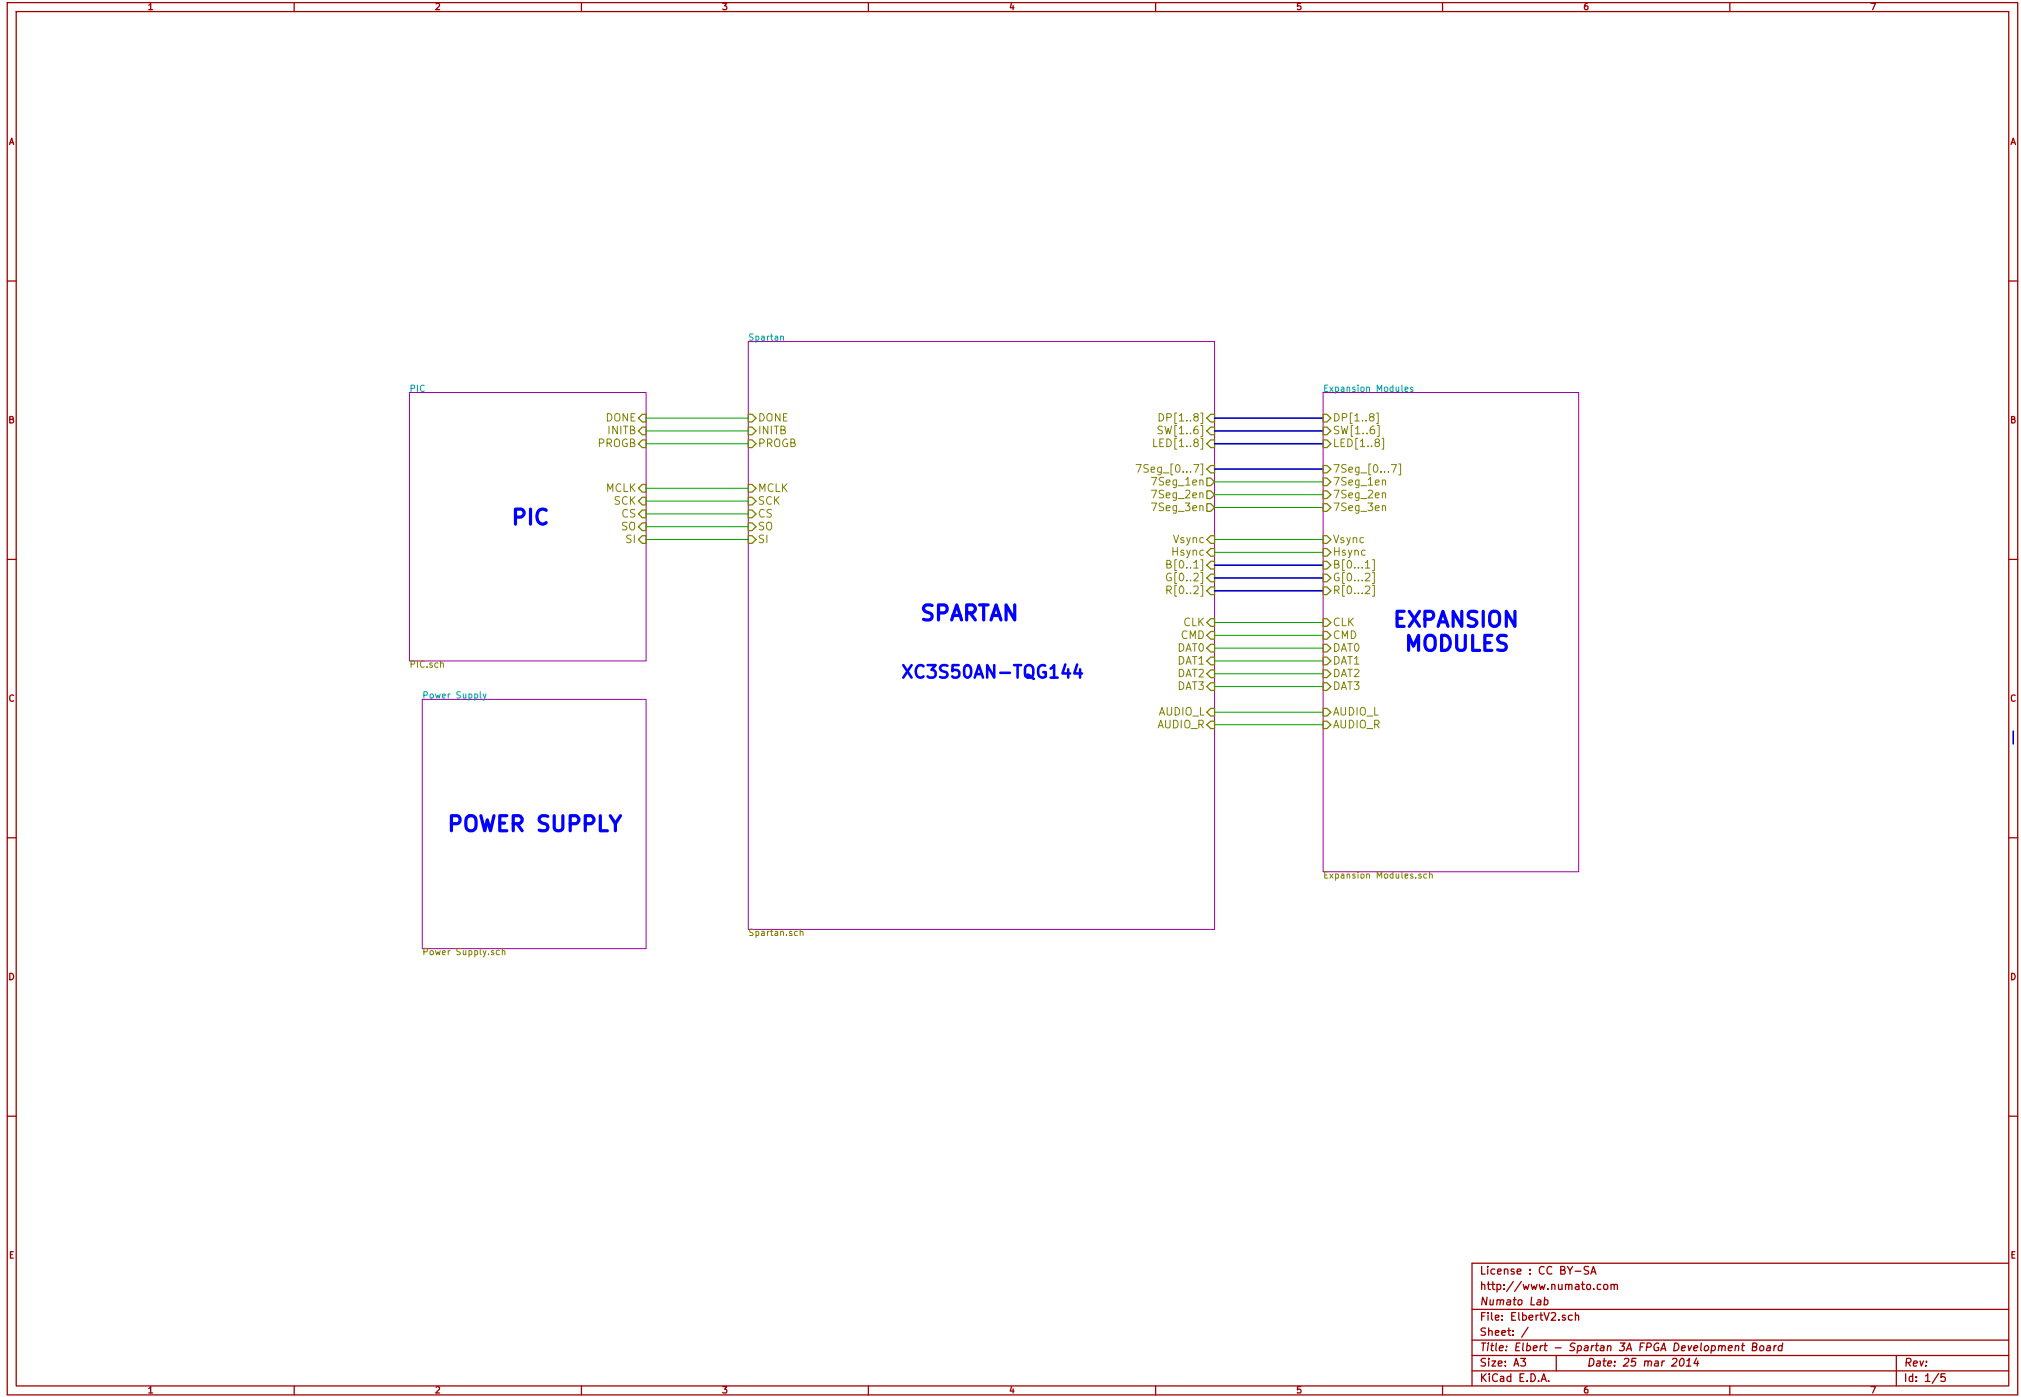 1 2 3 4 5 6 7
A A
B B
C C
D D
E E
PIC
DONE
INITB
PROGB
MCLK
SCK
CS
SO
SI
PIC
PIC.sch
Power Supply
POWER SUPPLY
Power Supply.sch
Spartan
DONE
INITB
PROGB
MCLK
SCK
CS
SO
SI
SPARTAN
XC3S50AN-TQG144
DP[1..8]
SW[1..6]
LED[1..8]
7Seg_[0...7]
7Seg_1en
7Seg_2en
7Seg_3en
Vsync
Hsync
B[0..1]
G[0..2]
R[0..2]
CLK
CMD
DAT0
DAT1
DAT2
DAT3
AUDIO_L
AUDIO_R
Spartan.sch
Expansion Modules
DP[1..8]
SW[1..6]
LED[1..8]
7Seg_[0...7]
7Seg_1en
7Seg_2en
7Seg_3en
Vsync
Hsync
B[0...1]
G[0...2]
R[0...2]
CLK
CMD
DAT0
DAT1
DAT2
DAT3
AUDIO_L
AUDIO_R
EXPANSION
MODULES
Expansion Modules.sch
License : CC BY-SA
http://www.numato.com
Numato Lab
File: ElbertV2.sch
Sheet: /
Title: Elbert - Spartan 3A FPGA Development Board
Size: A3 Date: 25 mar 2014 Rev:
KiCad E.D.A. Id: 1/5
1 2 3 4 5 6 7